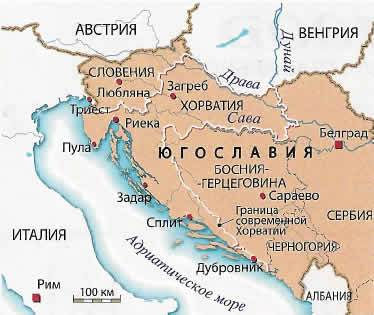 АВСТРИЯ
ВЕНГРИЯ
Дунай
СЛОВЕНИЯ
Любляна
Загреб
Драва
Триест
ХОРВАТИЯ
Риека
Сава
Белград
Пула
ЮГОСЛАВИЯ
БОСНИЯ-
ГЕРЦЕГОВИНА
Задар
Сараево
Сплит
Граница
современной
Хорватии
СЕРБИЯ
ИТАЛИЯ
Адриатическое море
ЧЕРНОГОРИЯ
Дубровник
Рим
100 км
АЛБАНИЯ